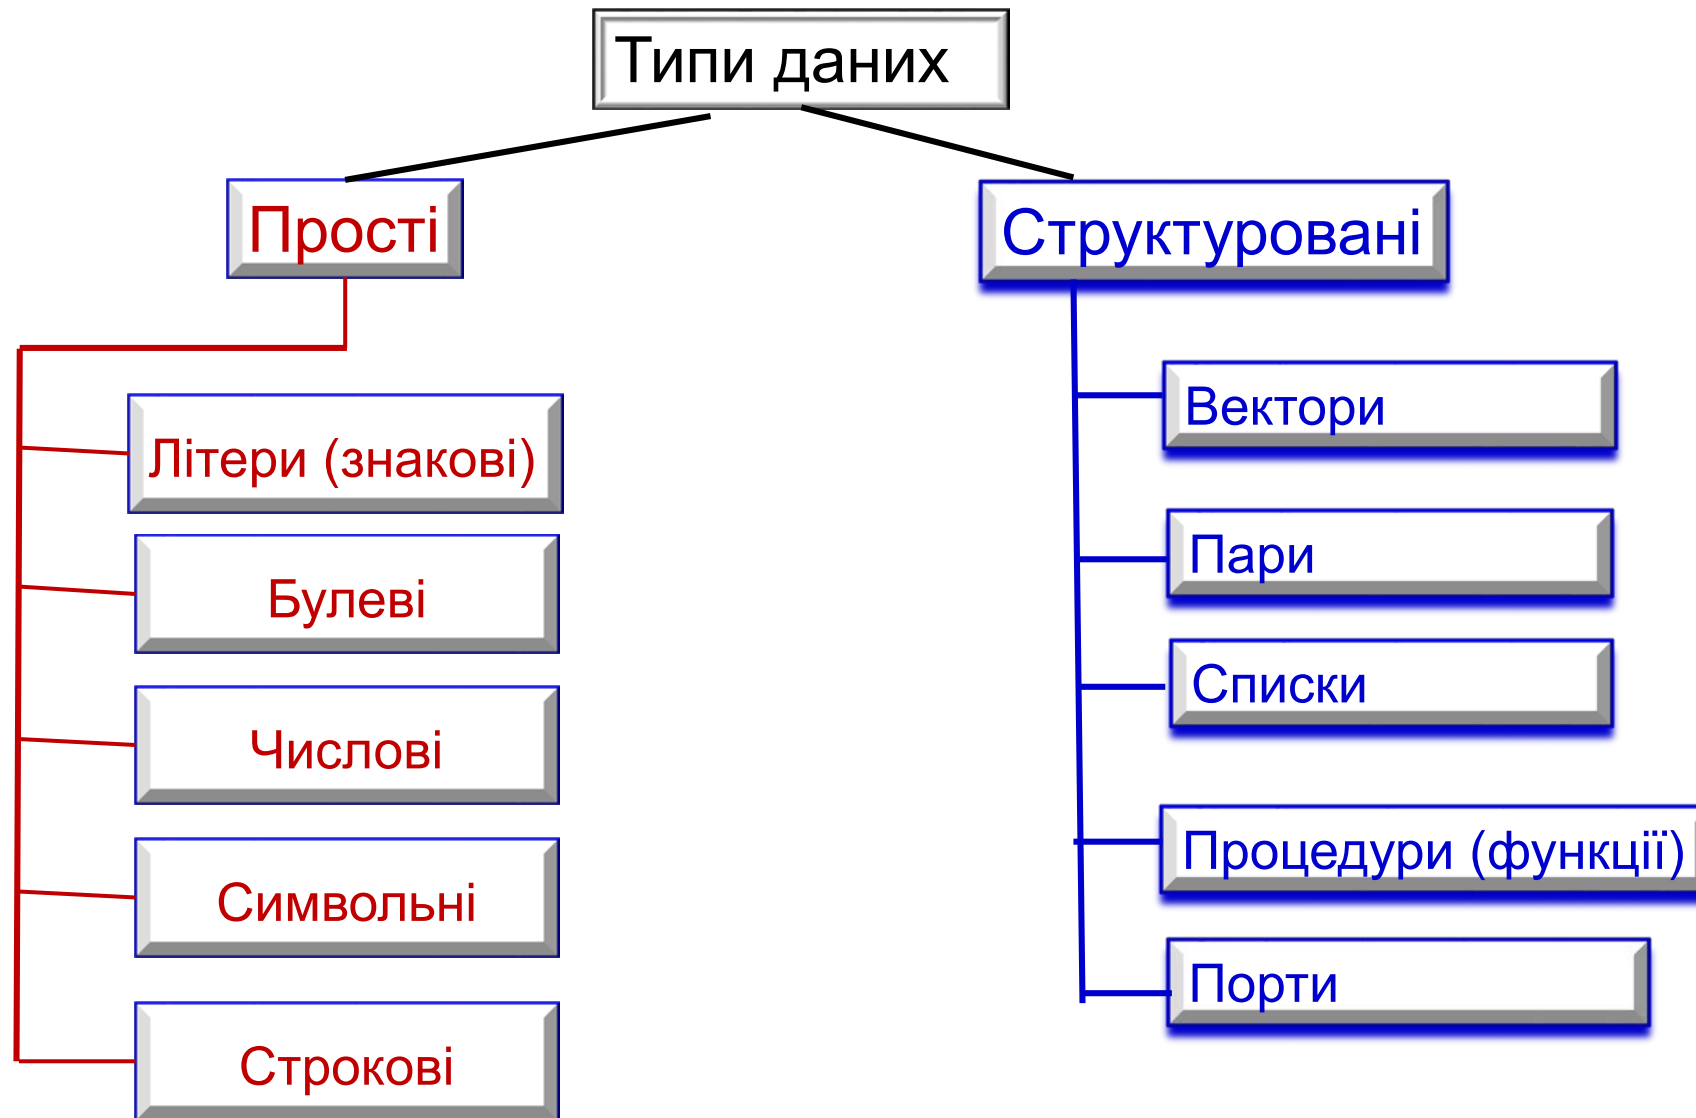 Типи даних
Прості
Структуровані
Літери (знакові)
Булеві
Числові
Символьні
Строкові
Вектори
Пари
Списки
Процедури (функції)
Порти